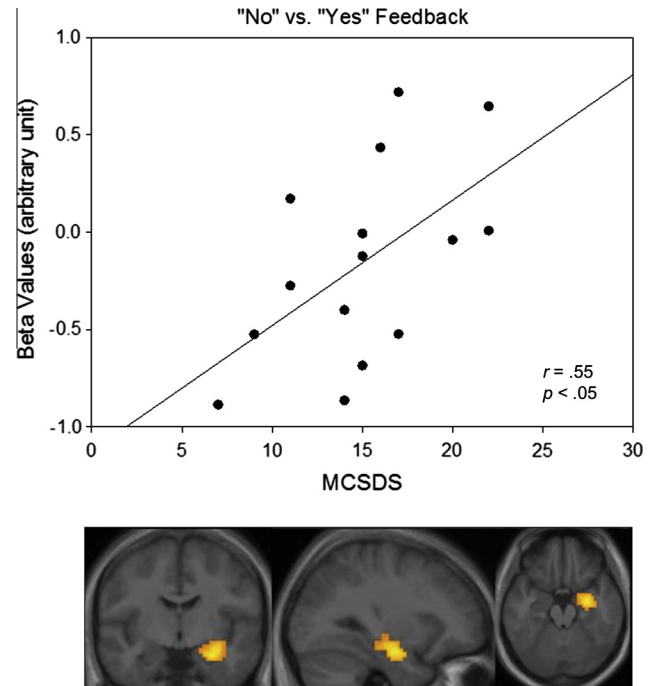 "No" vs. "Yes" Feedback
Beta Values (arbitrary unit)
1.0
0.5
0.0
-0.5
-1.0
r = .55
p < .05
0 5 10 15 20 25 30
MCSDS